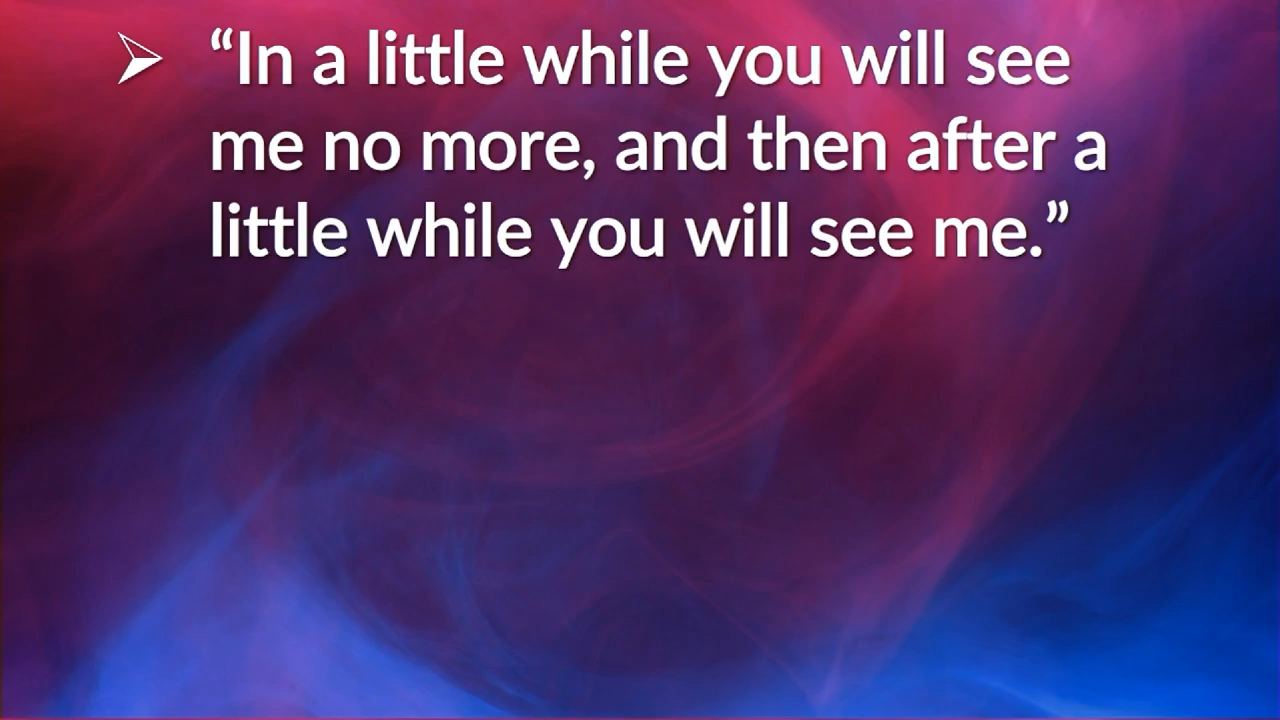 ➢ “In a little while you will see
me no more, and then after a
little while you will see me.”